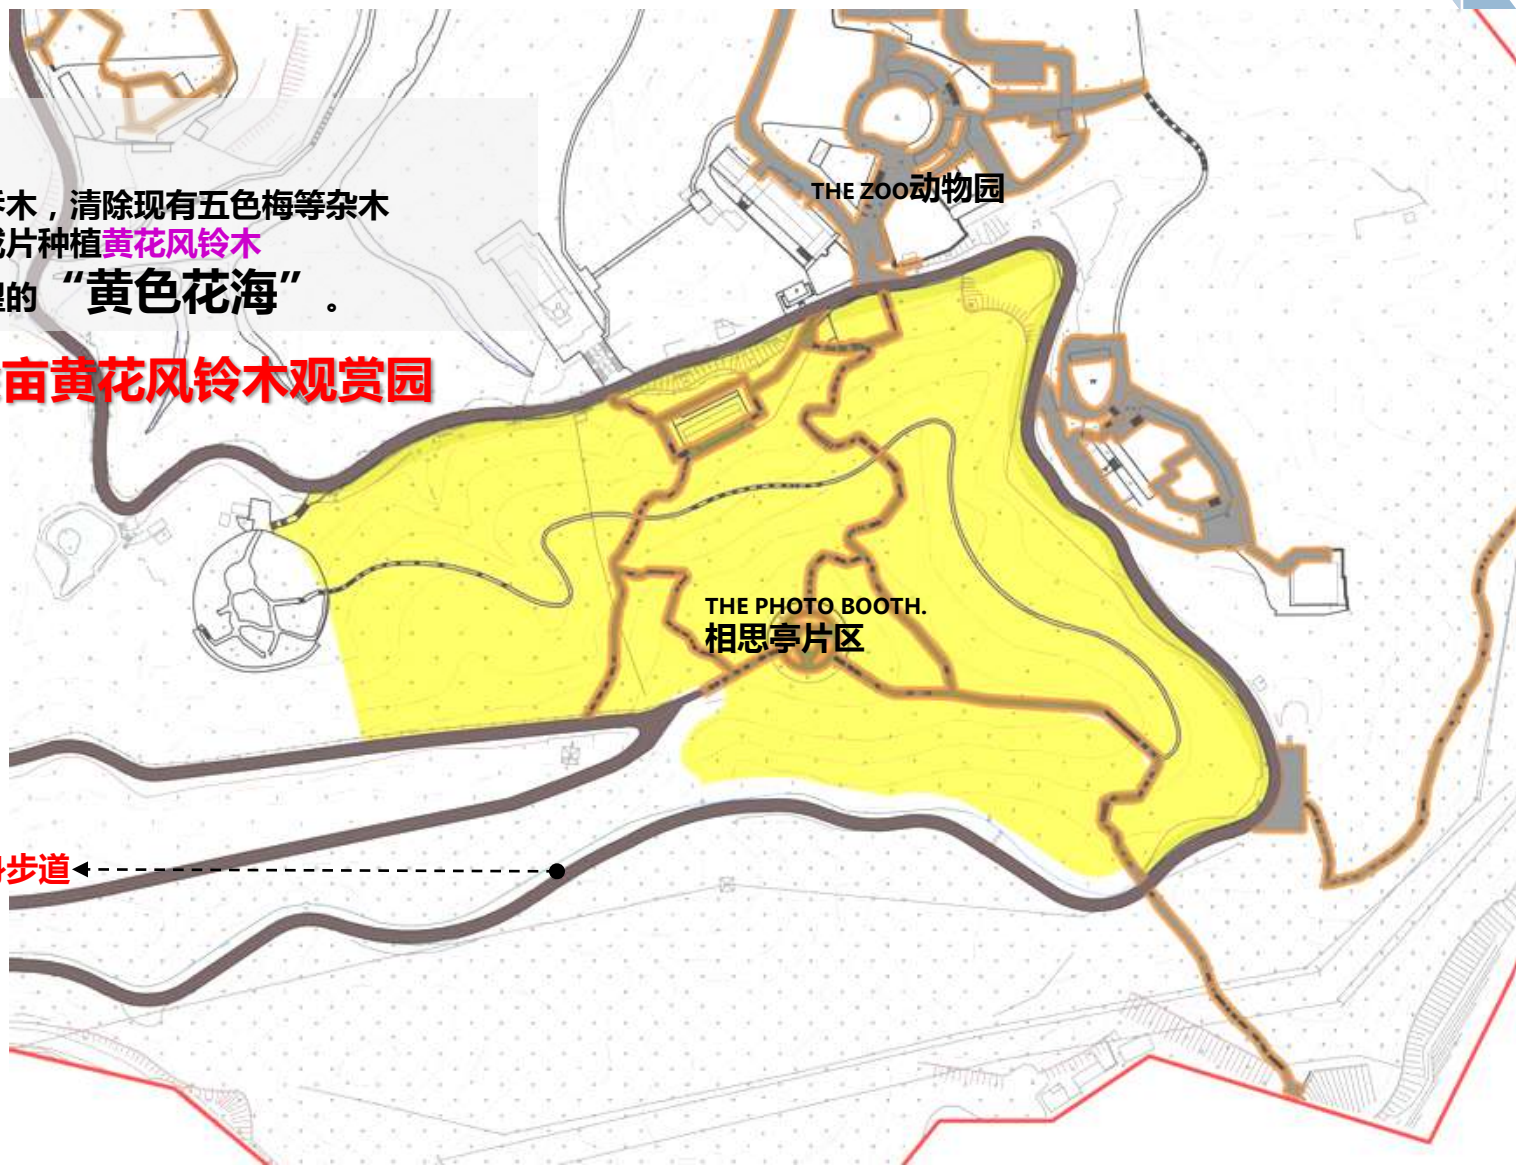 木，清除现有五色梅等杂木
片种植黄花风铃木
的“黄色花海”。
亩黄花风铃木观赏园
THE ZOO动物园
THE PHOTO BOOTH.
相思亭片区
步道